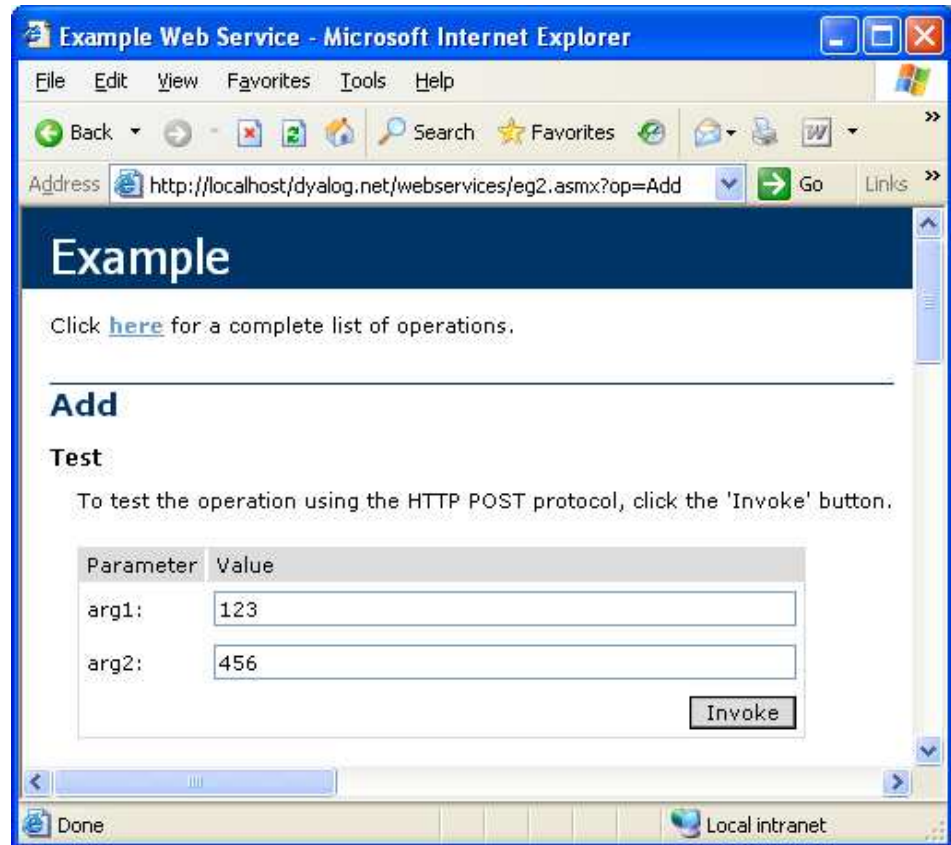 Example Web Service - Microsoft Internet Explorer
File Edit View Favorites Tools Help
Back Search Favorites W »
Address http://localhost/dyalog.net/webservices/eg2.asmx?op=Add Go Links »
Example
Click here for a complete list of operations.
Add
Test
To test the operation using the HTTP POST protocol, click the 'Invoke' button.
Parameter Value
arg1: 123
arg2: 456
Invoke
Done Local intranet